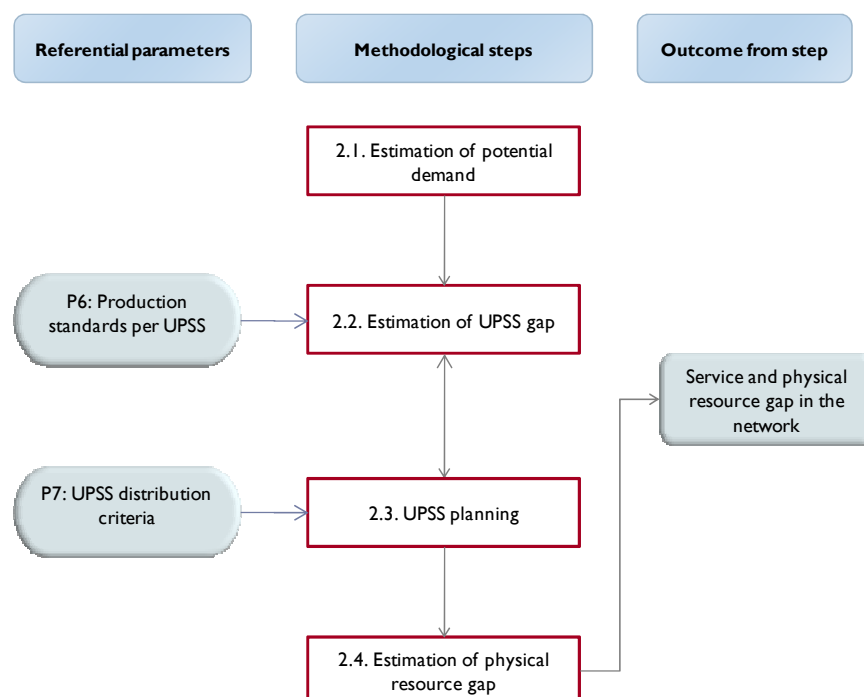 Referential parameters
Methodological steps
Outcome from step
2.1. Estimation of potential
demand
P6: Production
standards per UPSS
2.2. Estimation of UPSS gap
Service and physical
resource gap in the
network
P7: UPSS distribution
criteria
2.3. UPSS planning
2.4. Estimation of physical
resource gap